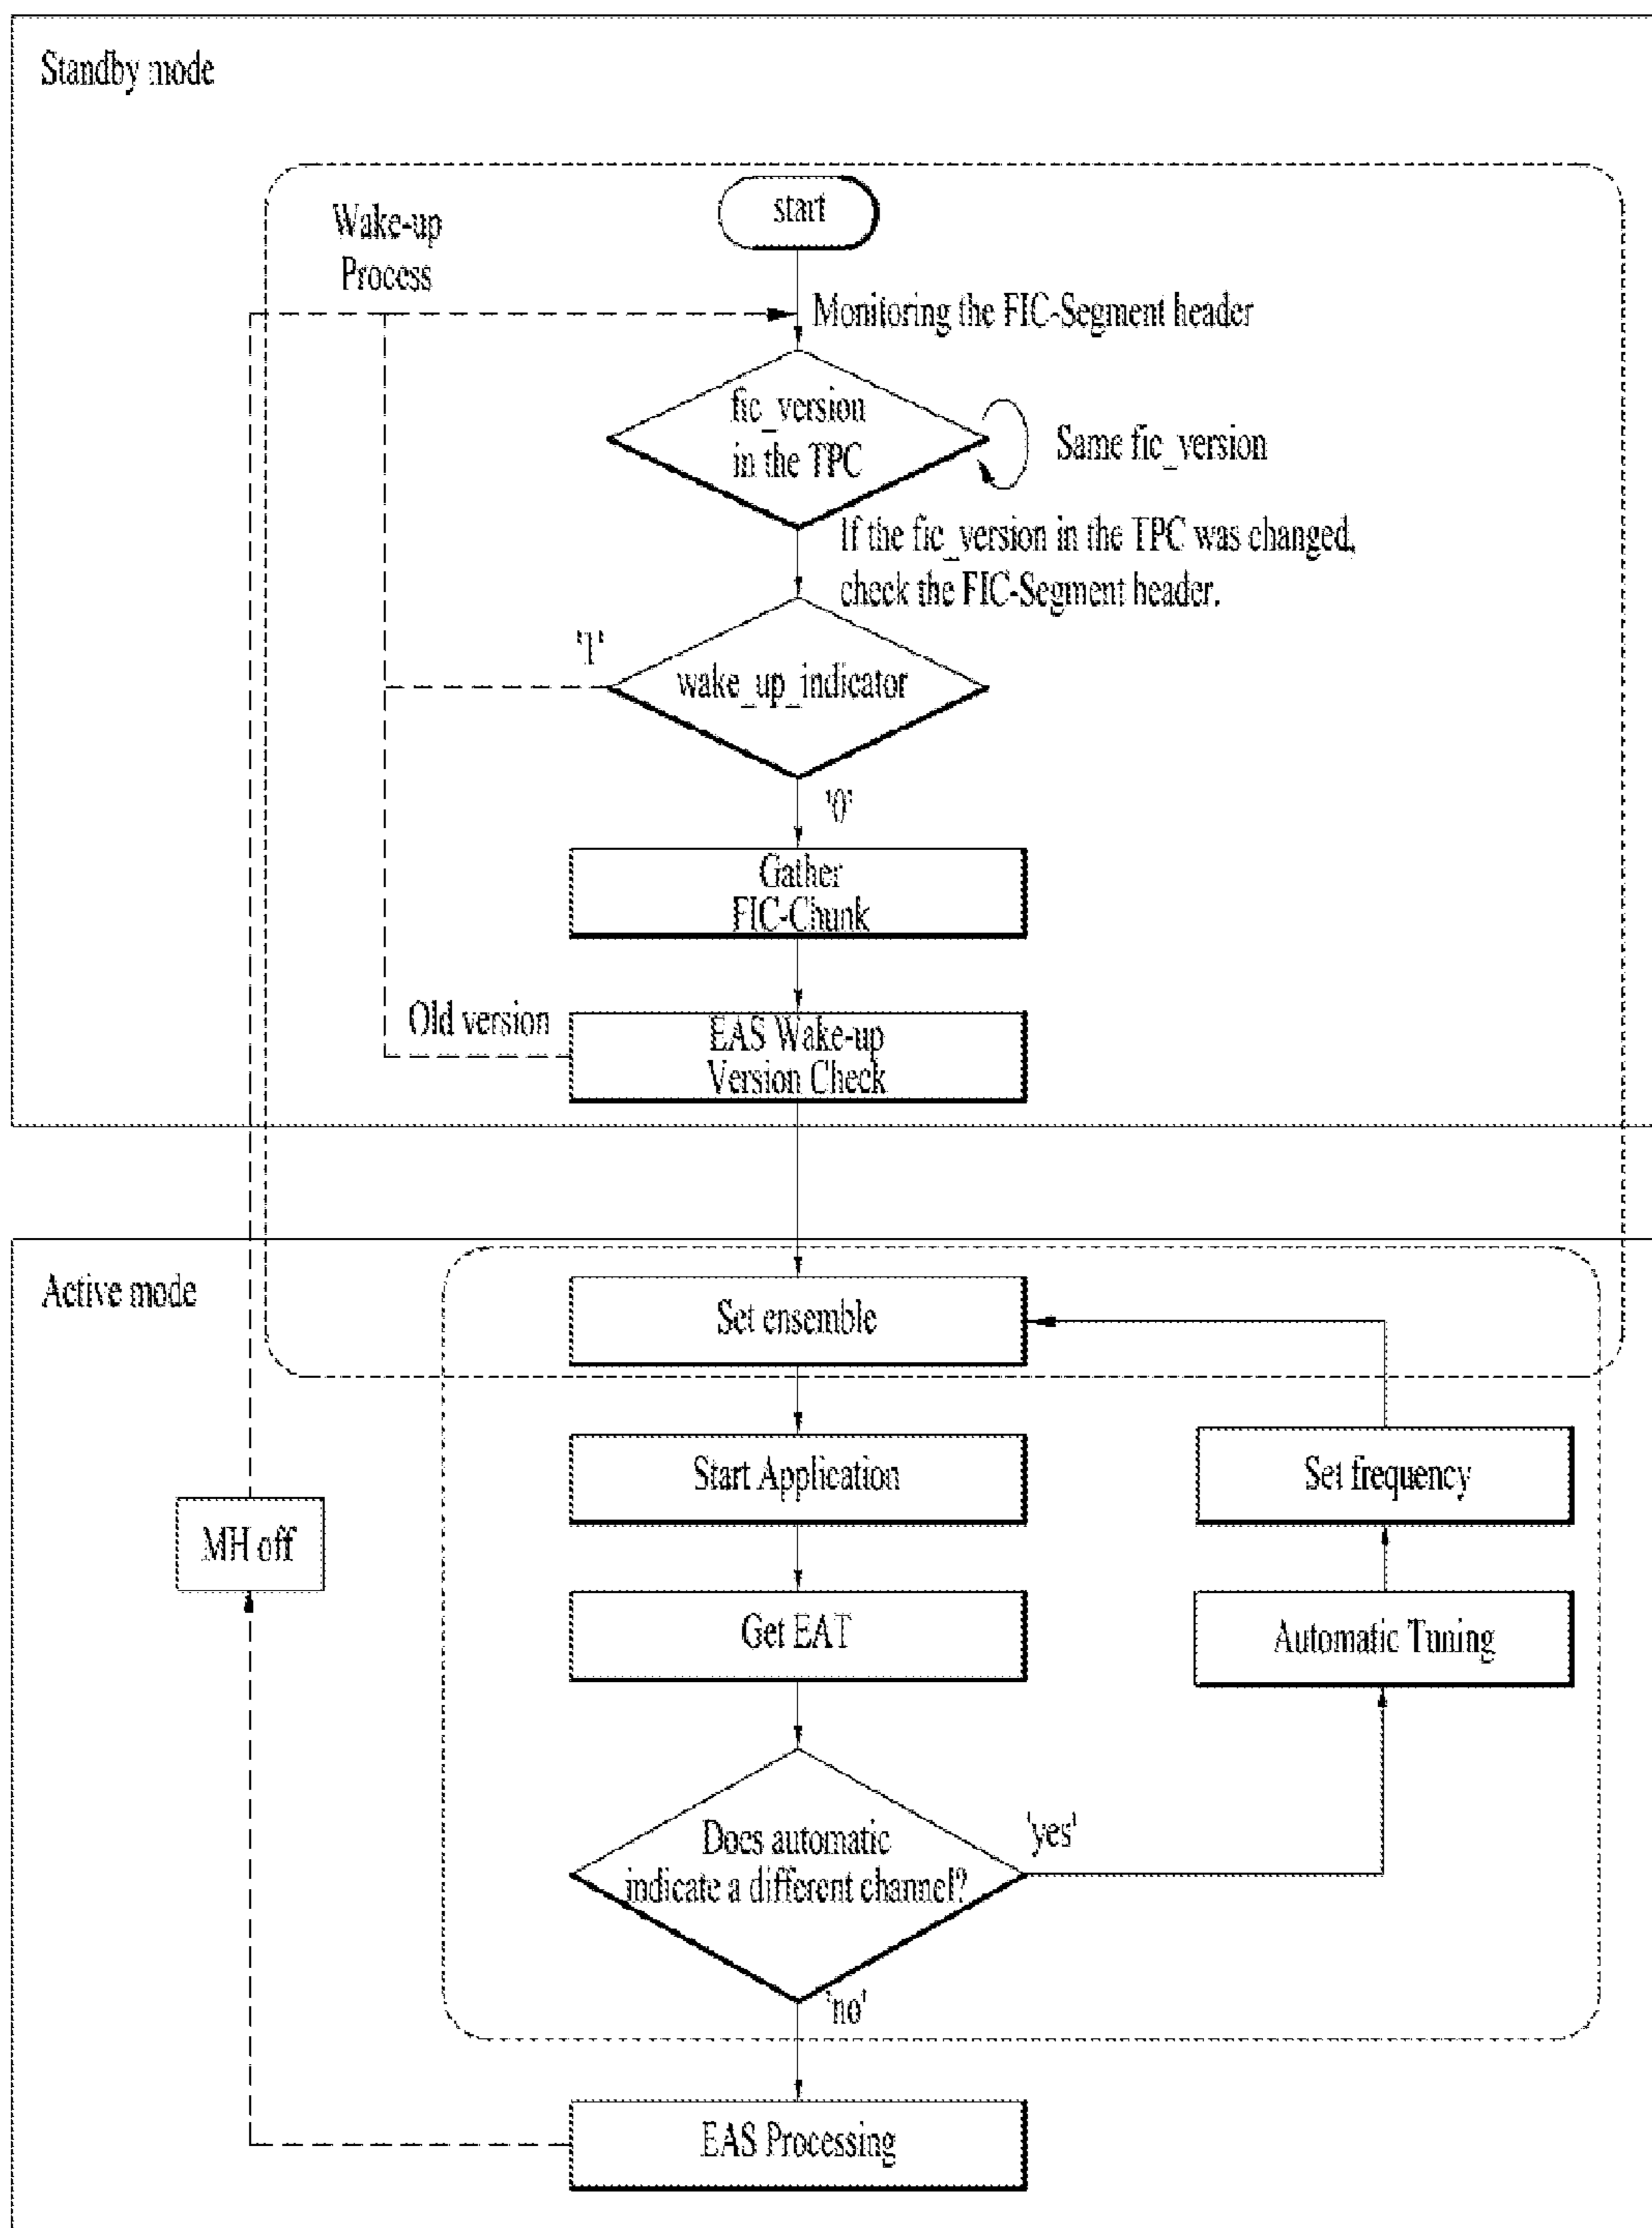 Standby mode
start
Wake-up
Process
Monitoring the FIC-Segment header
fic_version
in the TPC
Same fic_version
If the fic_version in the TPC was changed,
check the FIC-Segment header.
'1'
wake_up_indicator
'0'
Gather
FIC-Chunk
Old version
EAS Wake-up
Version Check
Active mode
Set ensemble
Start Application
Set frequency
MH off
Get EAT
Automatic Tuning
Does automatic
indicate a different channel?
'yes'
'no'
EAS Processing